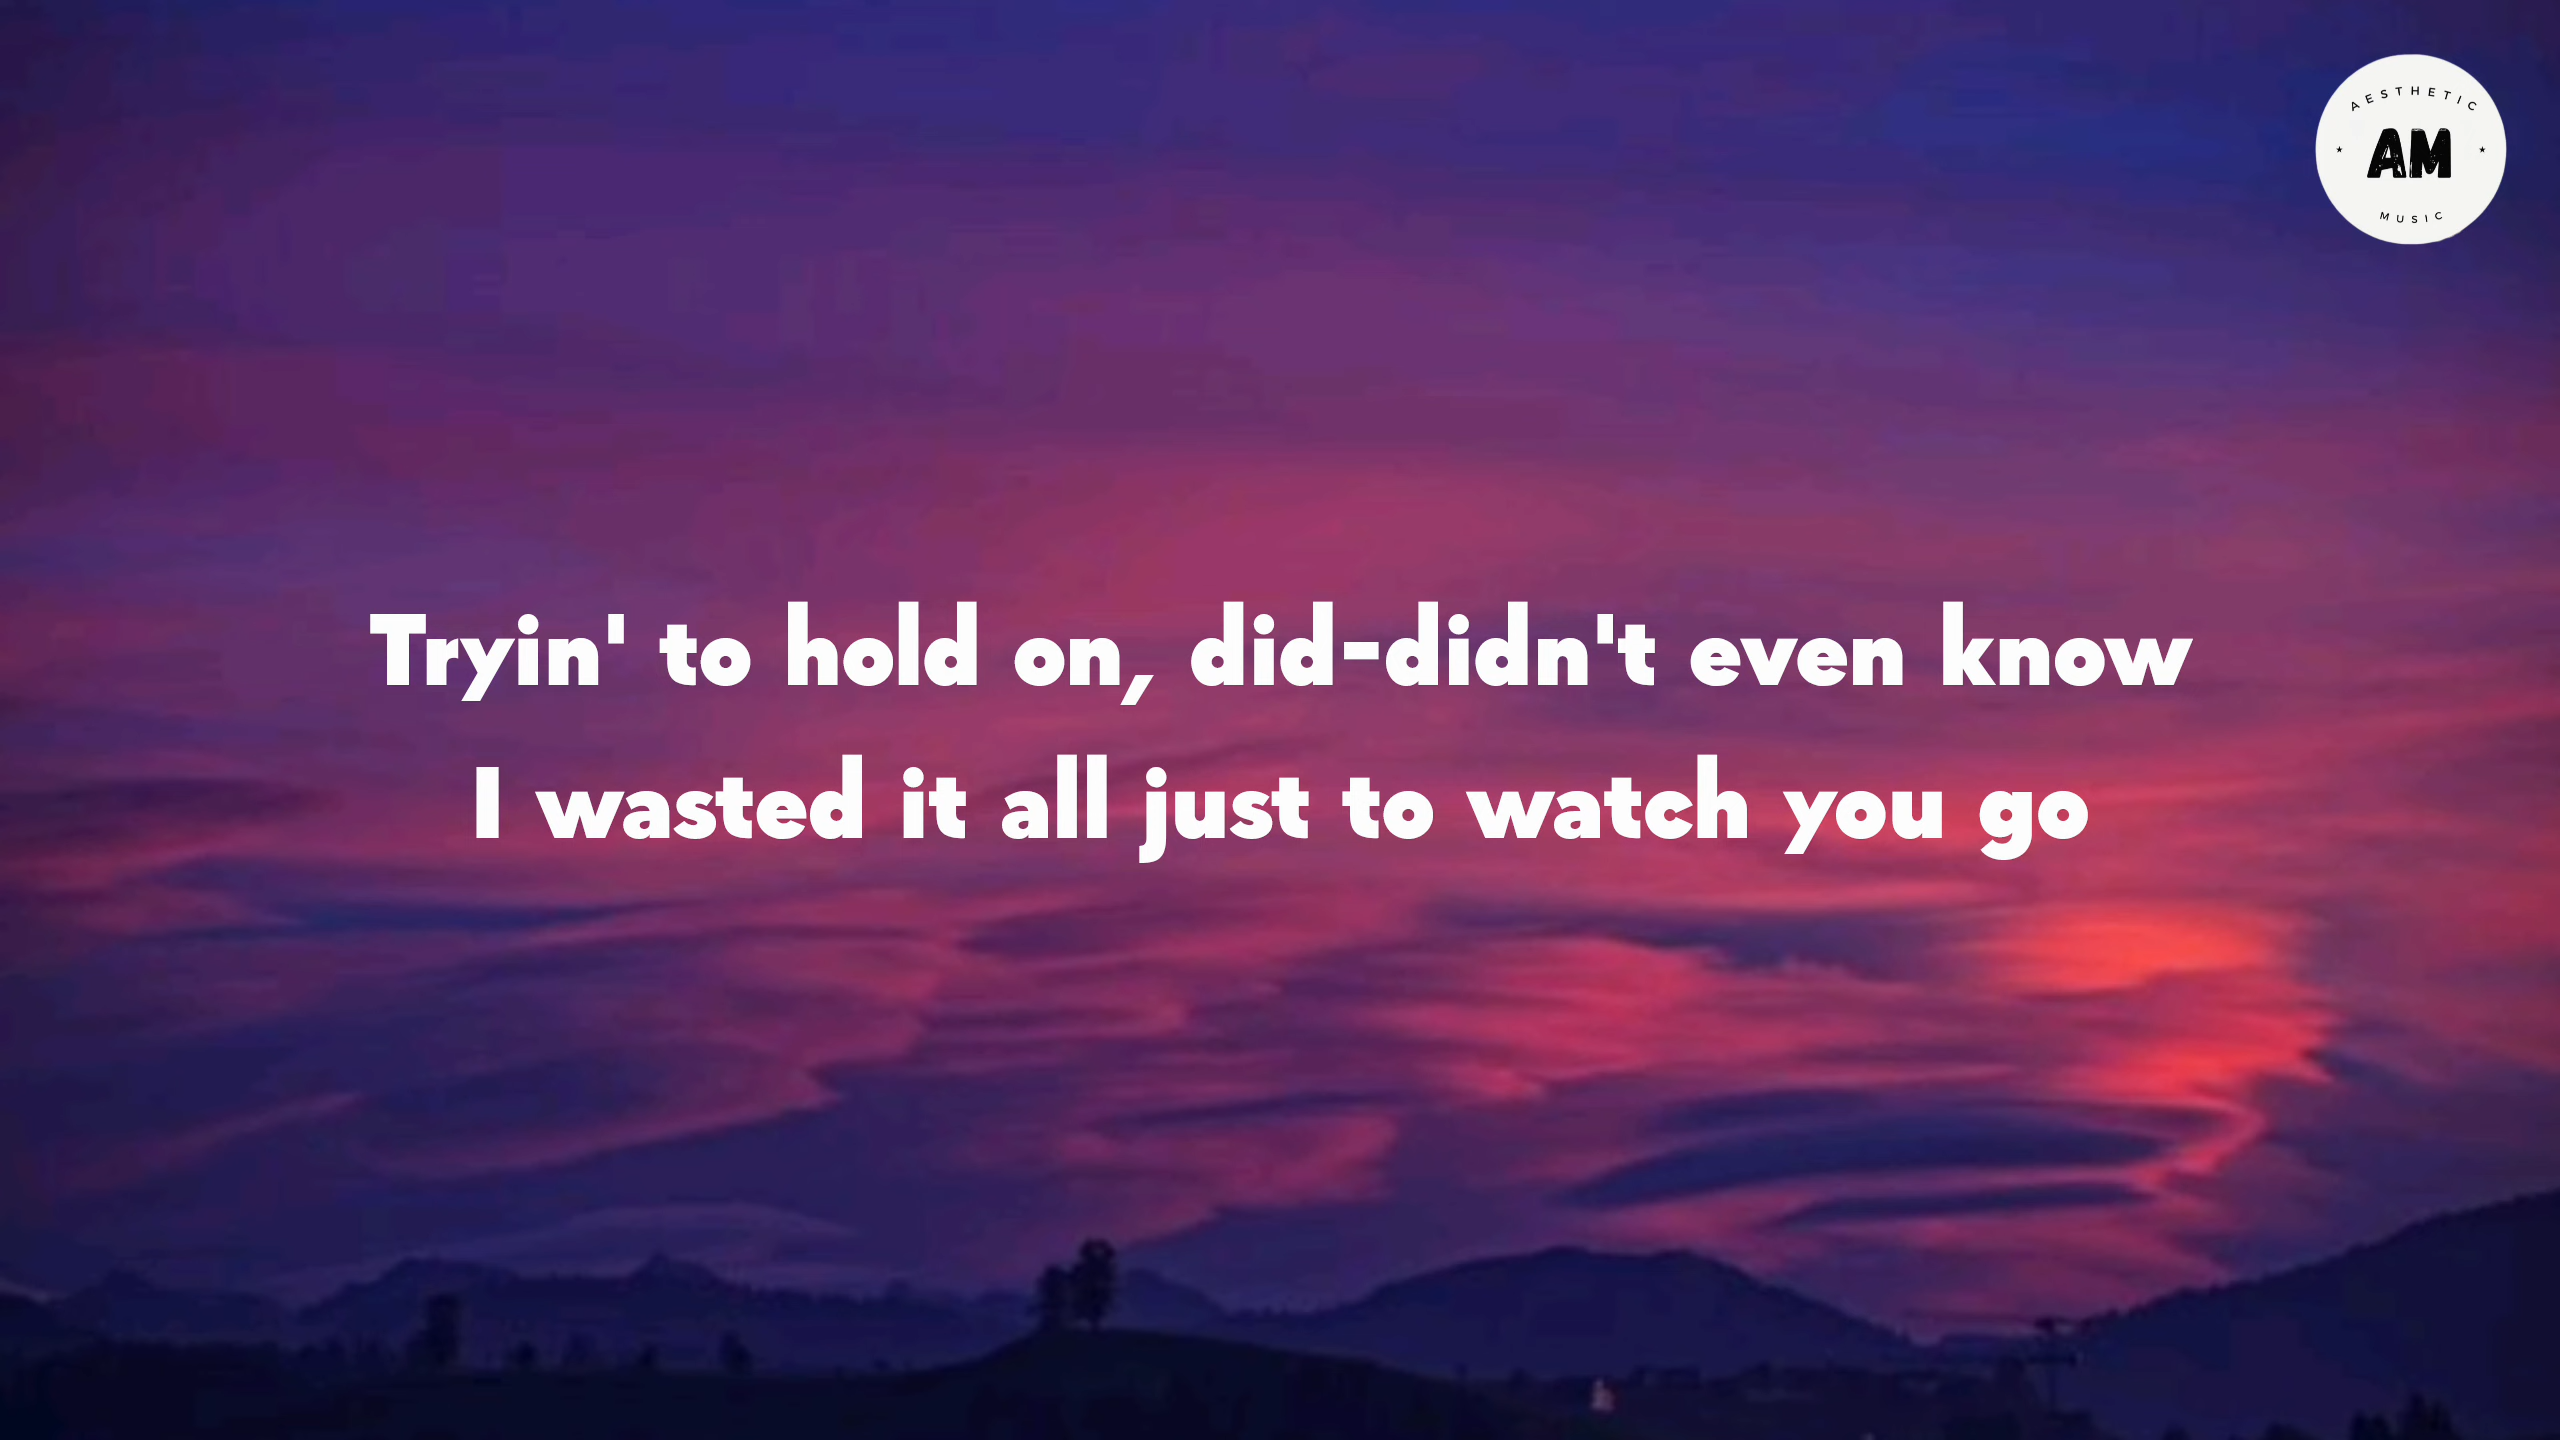 AESTHETIC
AM
MUSIC
Tryin' to hold on, did-didn't even know
I wasted it all just to watch you go